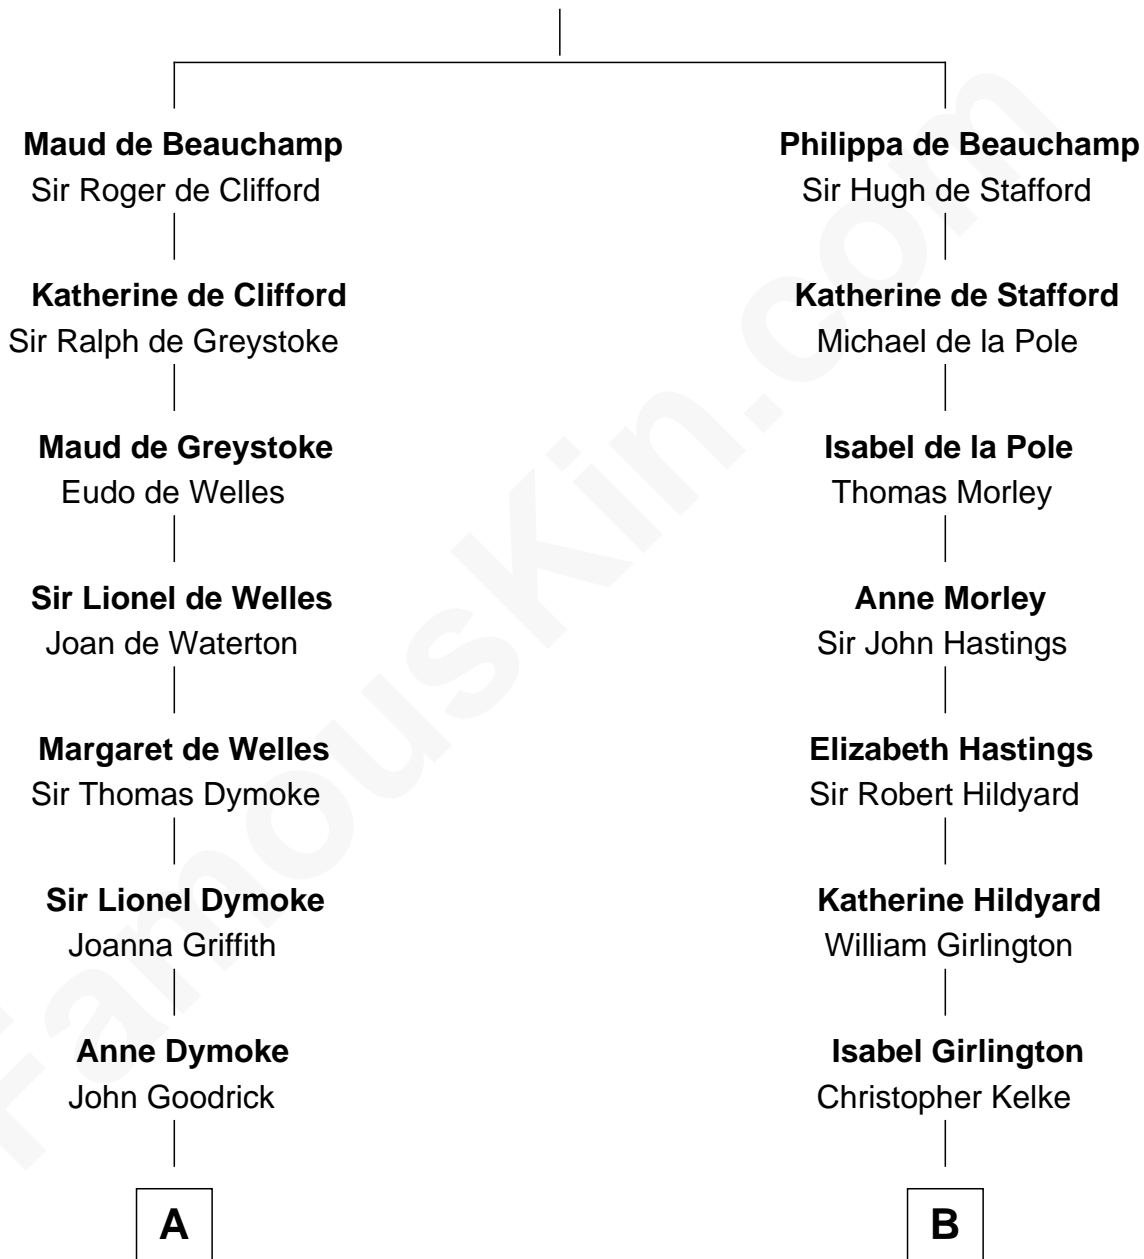 Maud de Beauchamp
Sir Roger de Clifford
Philippa de Beauchamp
Sir Hugh de Stafford
Katherine de Clifford
Sir Ralph de Greystoke
Katherine de Stafford
Michael de la Pole
Maud de Greystoke
Eudo de Welles
Isabel de la Pole
Thomas Morley
Sir Lionel de Welles
Joan de Waterton
Anne Morley
Sir John Hastings
Margaret de Welles
Sir Thomas Dymoke
Elizabeth Hastings
Sir Robert Hildyard
Sir Lionel Dymoke
Joanna Griffith
Katherine Hildyard
William Girlington
Anne Dymoke
John Goodrick
Isabel Girlington
Christopher Kelke
A
B
FamousKin.com